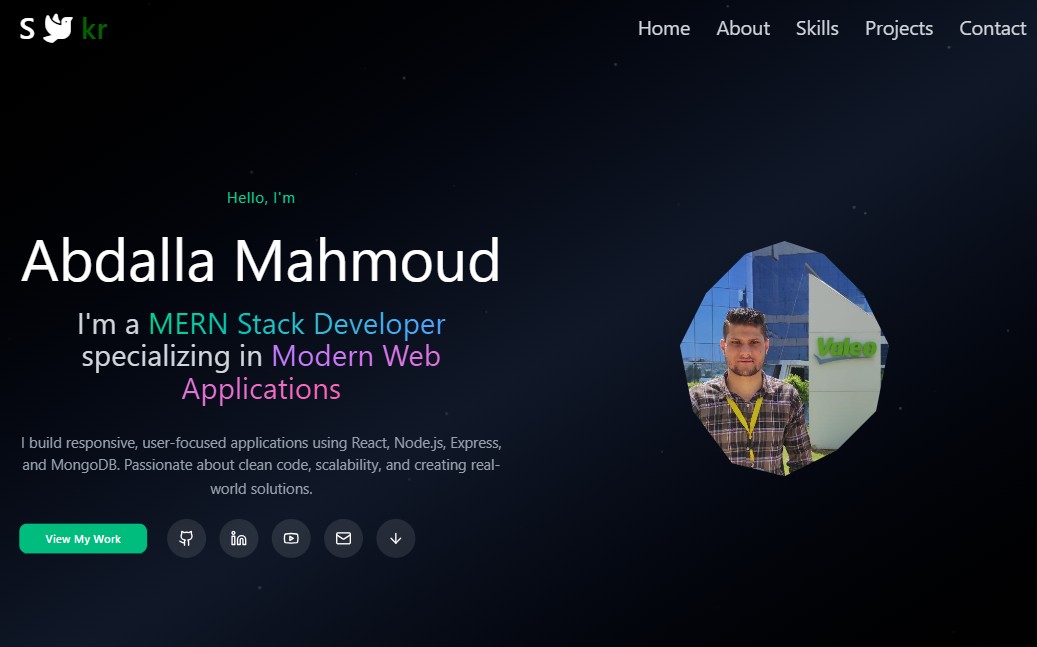 S kr
Home About Skills Projects Contact
Hello, I'm
Abdalla Mahmoud
I'm a MERN Stack Developer
specializing in Modern Web
Applications
I build responsive, user-focused applications using React, Node.js, Express,
and MongoDB. Passionate about clean code, scalability, and creating real-
world solutions.
View My Work
Valeo